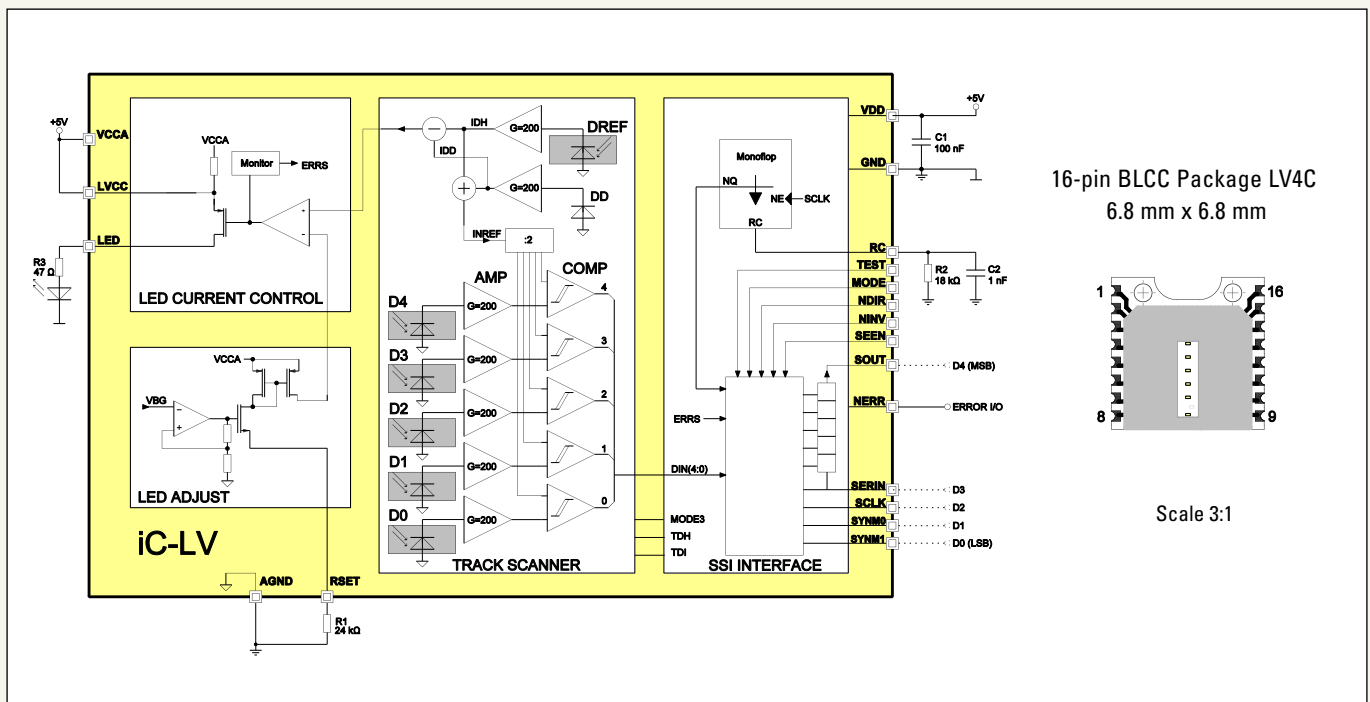 +5V
VCCA
LVCC
LED
R3
47 Ω
VCCA
Monitor
ERRS
+
−
LED CURRENT CONTROL
VCCA
VBG
−
+
LED ADJUST
iC-LV
AGND
RSET
R1
24 kΩ
−
IDH
IDD
G=200
DREF
+
G=200
DD
INREF
:2
AMP
COMP
D4
G=200
4
D3
G=200
3
D2
G=200
2
D1
G=200
1
D0
G=200
0
DIN(4:0)
MODE3
TDH
TDI
TRACK SCANNER
Monoflop
NQ
NE
SCLK
RC
ERRS
SSI INTERFACE
VDD
+5V
C1
100 nF
GND
RC
R2
18 kΩ
C2
1 nF
TEST
MODE
NDIR
NINV
SEEN
SOUT
D4 (MSB)
NERR
ERROR I/O
SERIN
D3
SCLK
D2
SYNM0
D1
SYNM1
D0 (LSB)
16-pin BLCC Package LV4C
6.8 mm x 6.8 mm
1
16
8
9
Scale 3:1